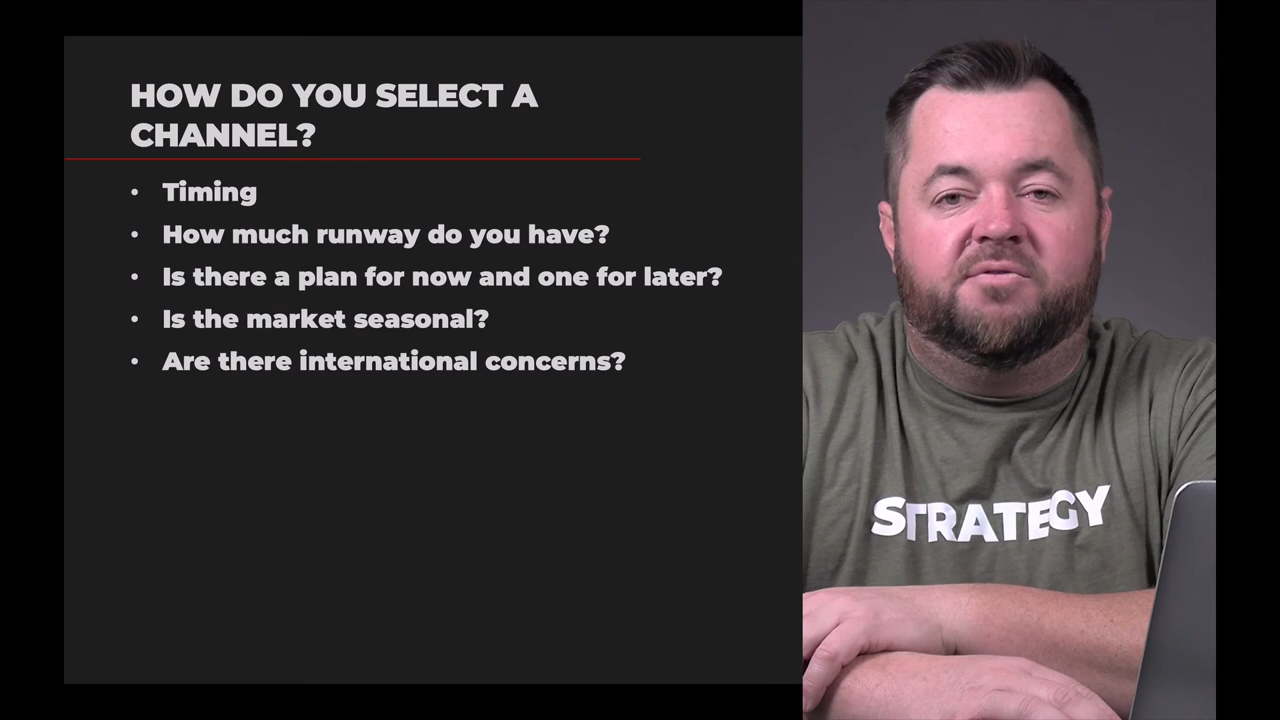 HOW DO YOU SELECT A
CHANNEL?
• Timing
• How much runway do you have?
• Is there a plan for now and one for later?
• Is the market seasonal?
• Are there international concerns?
STRATEGY